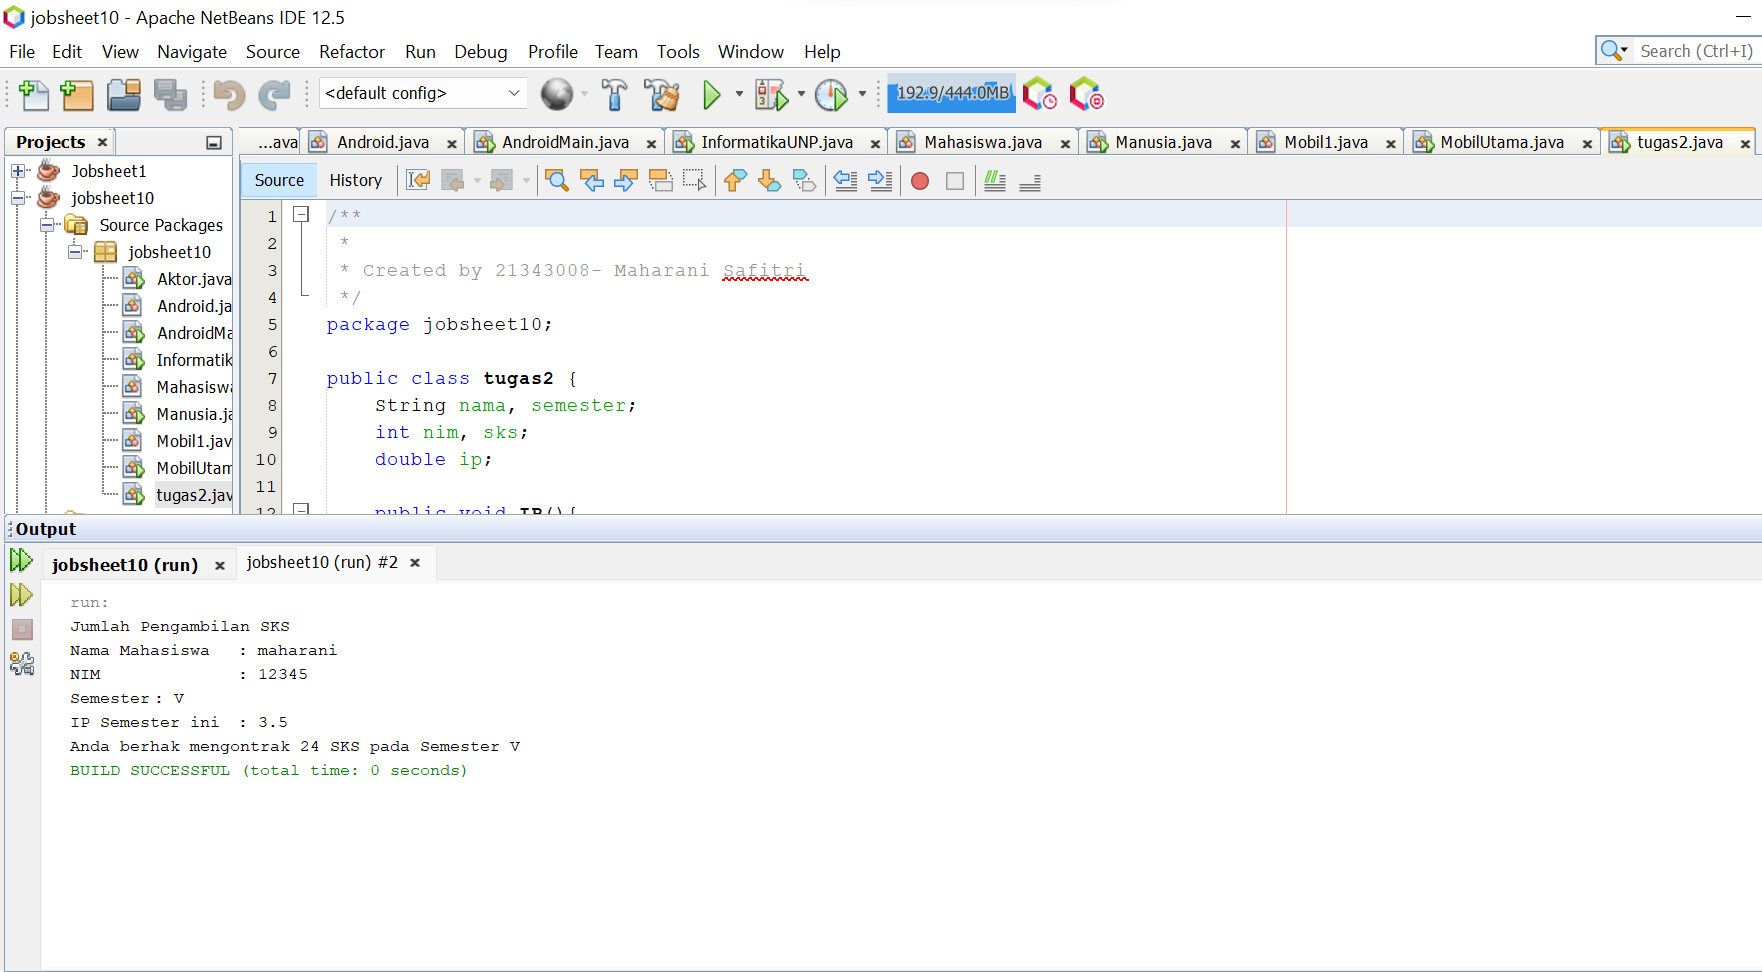 jobsheet10 - Apache NetBeans IDE 12.5
File Edit View Navigate Source Refactor Run Debug Profile Team Tools Window Help
Search (Ctrl+I)
<default config>
192.9/444.0MB
Projects
...ava Android.java AndroidMain.java InformatikaUNP.java Mahasiswa.java Manusia.java Mobil1.java MobilUtama.java tugas2.java
Jobsheet1
jobsheet10
Source Packages
jobsheet10
Aktor.java
Android.ja
AndroidMa
Informatik
Mahasiswa
Manusia.ja
Mobil1.jav
MobilUtam
tugas2.jav
Source History
1 /**
2 *
3 * Created by 21343008- Maharani Safitri
4 */
5 package jobsheet10;
6
7 public class tugas2 {
8 String nama, semester;
9 int nim, sks;
10 double ip;
11
12 public void IP(){
Output
jobsheet10 (run) jobsheet10 (run) #2
run:
Jumlah Pengambilan SKS
Nama Mahasiswa : maharani
NIM : 12345
Semester : V
IP Semester ini : 3.5
Anda berhak mengontrak 24 SKS pada Semester V
BUILD SUCCESSFUL (total time: 0 seconds)